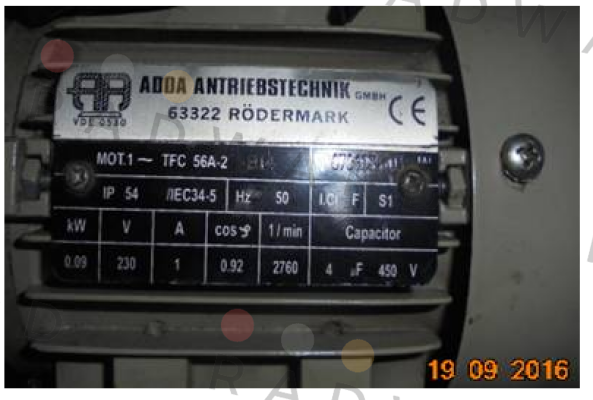 ADDA ANTRIEBSTECHNIK GMBH
VDE 0530
63322 RÖDERMARK CE
MOT.1~ TFC 56A-2
IP 54 /IEC34-5 Hz 50 I.Cl F S1
kW V A cos φ 1/min Capacitor
0.09 230 1 0.92 2760 4 µF 450 V
19 09 2016